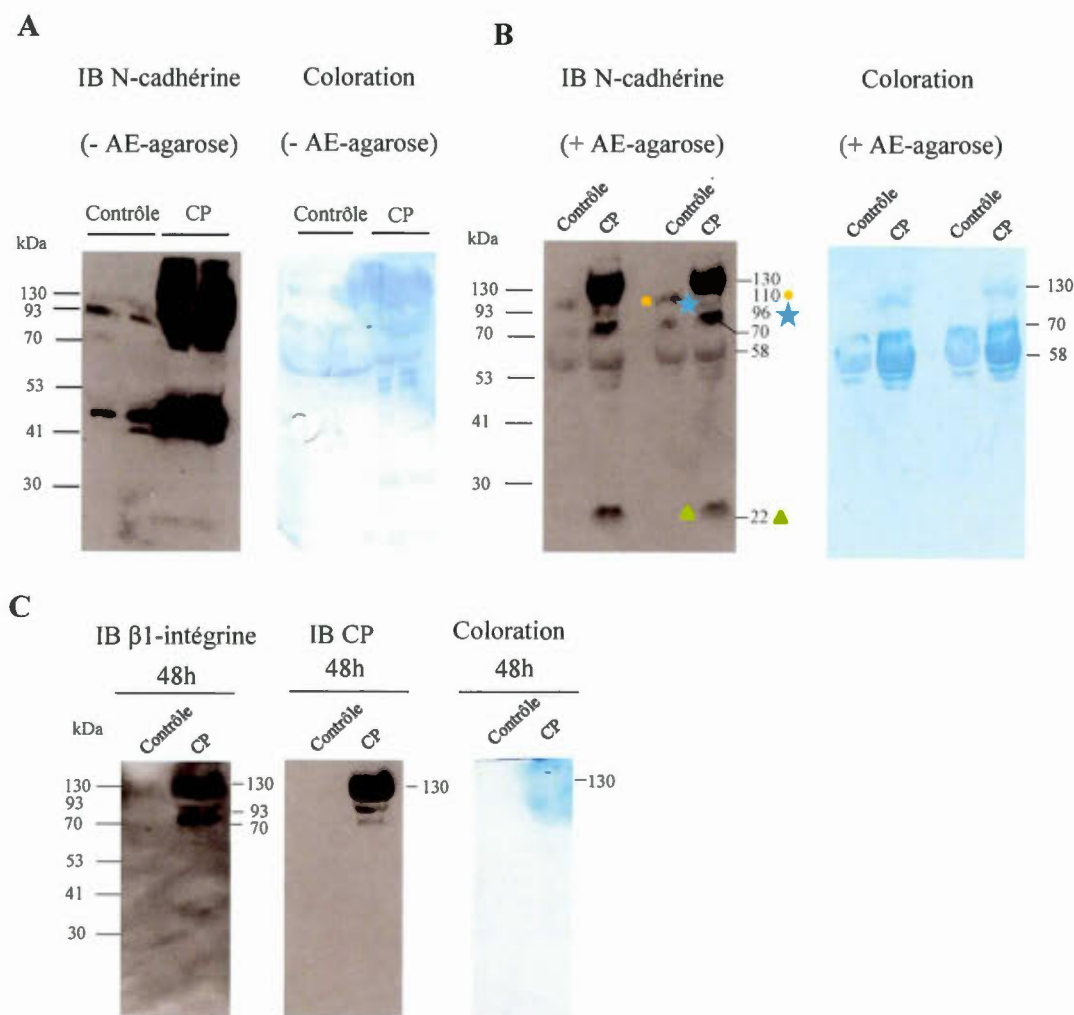 A
B
IB N-cadhérine
Coloration
IB N-cadhérine
Coloration
(- AE-agarose)
(- AE-agarose)
(+ AE-agarose)
(+ AE-agarose)
Contrôle CP
Contrôle CP
Contrôle CP Contrôle CP
Contrôle CP Contrôle CP
kDa
130
93
70
53
41
30
kDa
130
93
70
53
41
30
130
110
96
70
58
22
130
70
58
C
IB β1-intégrine
48h
IB CP
48h
Coloration
48h
Contrôle CP
Contrôle CP
Contrôle CP
kDa
130
93
70
53
41
30
130
93
70
130
130